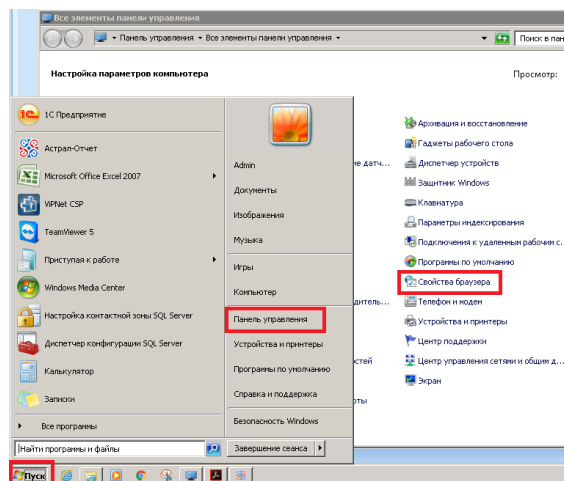 Все элементы панели управления
Панель управления
Все элементы панели управления
Поиск в пан
Настройка параметров компьютера
Просмотр:
1С Предприятие
Астрал-Отчет
Microsoft Office Excel 2007
ViPNet CSP
TeamViewer 5
Приступая к работе
Windows Media Center
Настройка контактной зоны SQL Server
Диспетчер конфигурации SQL Server
Калькулятор
Записки
Все программы
Найти программы и файлы
Admin
Документы
Изображения
Музыка
Игры
Компьютер
Панель управления
Устройства и принтеры
Программы по умолчанию
Справка и поддержка
Безопасность Windows
Завершение сеанса
ие датч...
дитель...
стей
оты
Архивация и восстановление
Гаджеты рабочего стола
Диспетчер устройств
Защитник Windows
Клавиатура
Параметры индексирования
Подключения к удаленным рабочим с.
Программы по умолчанию
Свойства браузера
Телефон и модем
Устройства и принтеры
Центр поддержки
Центр управления сетями и общим д...
Экран
Пуск